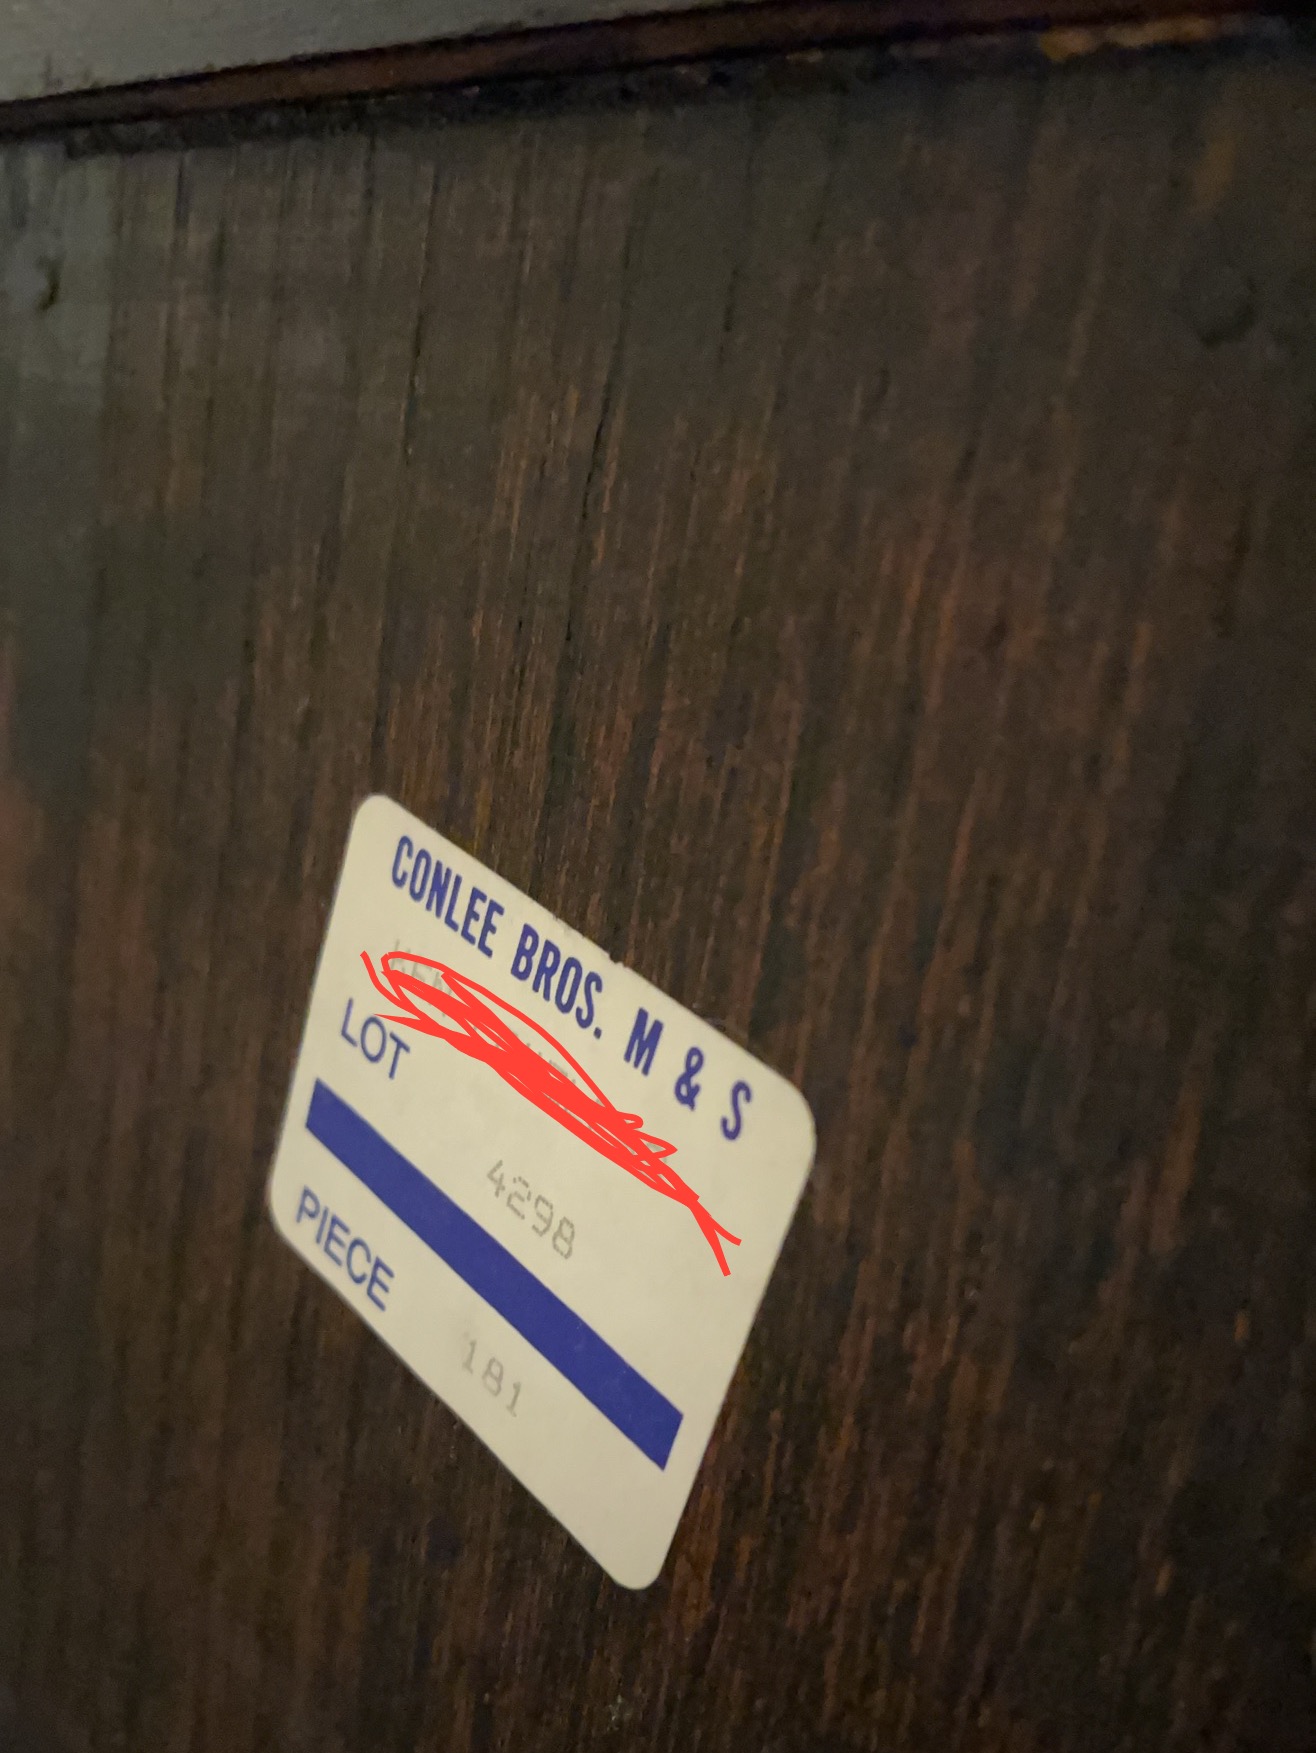 CONLEE BROS. M & S
LOT
4298
PIECE
181